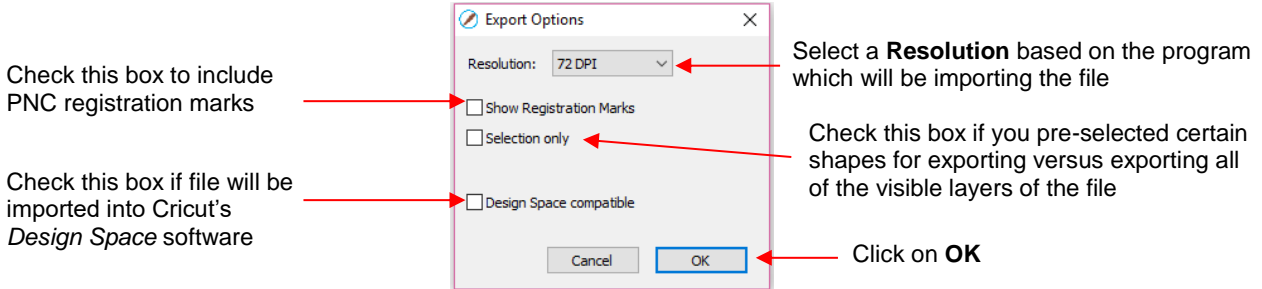 Export Options
Resolution: 72 DPI
Show Registration Marks
Selection only
Design Space compatible
Cancel OK
Check this box to include
PNC registration marks
Check this box if file will be
imported into Cricut's
Design Space software
Select a Resolution based on the program
which will be importing the file
Check this box if you pre-selected certain
shapes for exporting versus exporting all
of the visible layers of the file
Click on OK